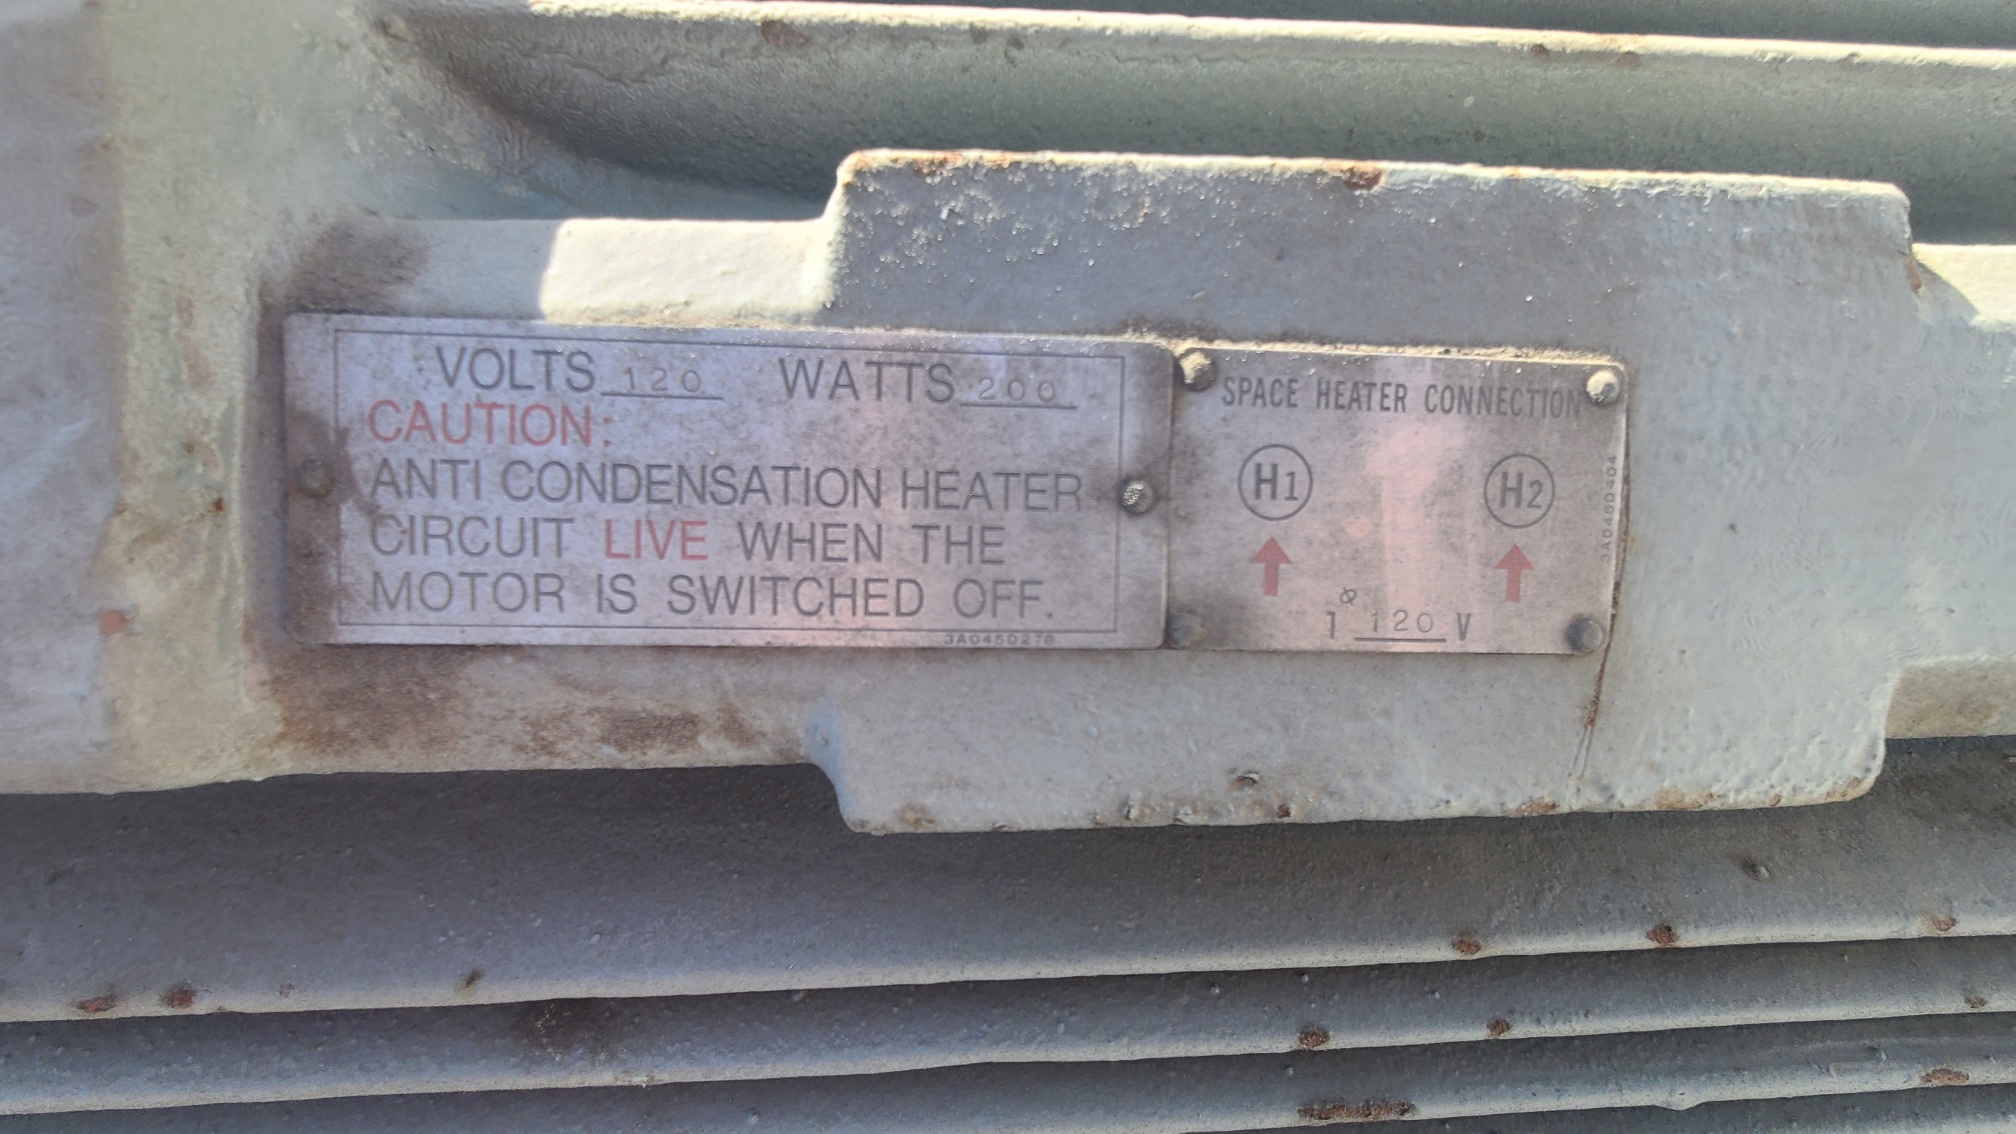 VOLTS 120 WATTS 200
CAUTION:
ANTI CONDENSATION HEATER
CIRCUIT LIVE WHEN THE
MOTOR IS SWITCHED OFF.
3A045D278
SPACE HEATER CONNECTION
H1 H2
1ø 120 V
3A045D404